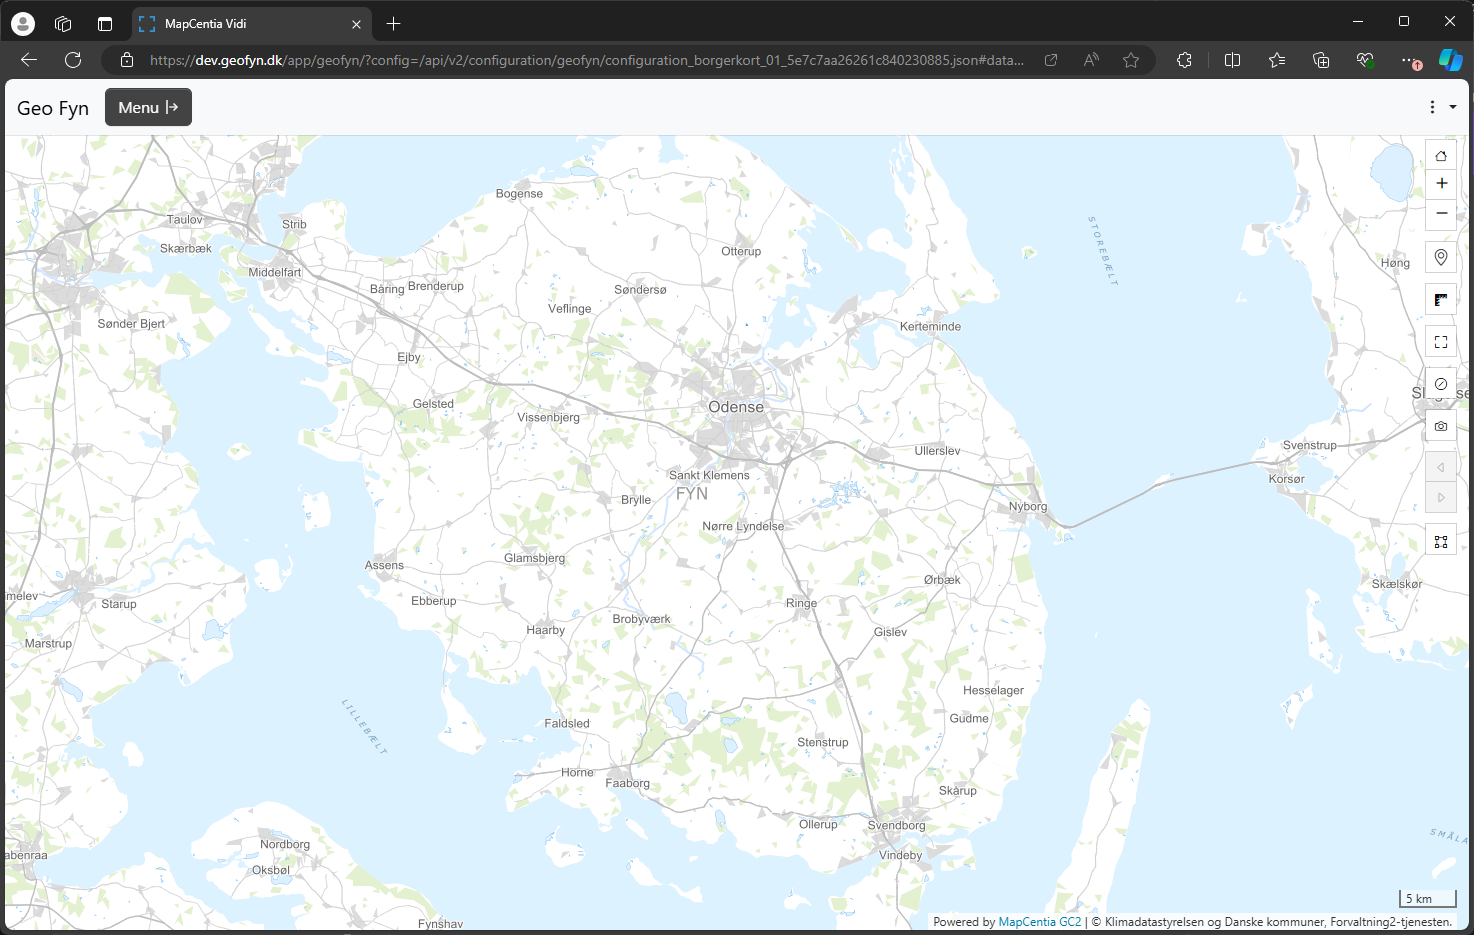 MapCentia Vidi
https://dev.geofyn.dk/app/geofyn/?config=/api/v2/configuration/geofyn/configuration_borgerkort_01_5e7c7aa26261c840230885.json#data...
Geo Fyn
Menu
Bogense
Taulov
Strib
STOREBÆLT
Skærbæk
Otterup
Høng
Middelfart
Båring
Brenderup
Søndersø
Veflinge
Sønder Bjert
Kerteminde
Ejby
Gelsted
Odense
Vissenbjerg
Svenstrup
Ullerslev
Sankt Klemens
Korsør
FYN
Brylle
Nyborg
Nørre Lyndelse
Glamsbjerg
Assens
Ørbæk
Skælskør
melev
Starup
Ebberup
Ringe
Brobyværk
Haarby
Gislev
Marstrup
Hesselager
LILLEBÆLT
Gudme
Faldsled
Stenstrup
Horne
Faaborg
Skårup
Ollerup
Svendborg
SMÅLA
Nordborg
abenraa
Vindeby
Oksbøl
5 km
Fynshav
Powered by MapCentia GC2 | © Klimadatastyrelsen og Danske kommuner, Forvaltning2-tjenesten.